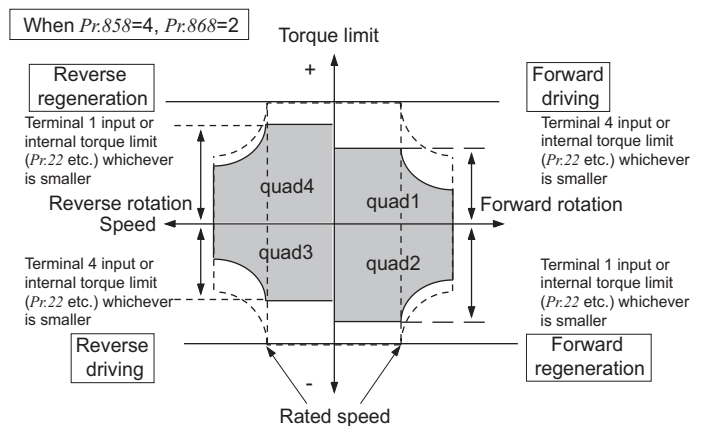 When Pr.858=4, Pr.868=2
Torque limit
+
Reverse
regeneration
Forward
driving
Terminal 1 input or
internal torque limit
(Pr.22 etc.) whichever
is smaller
Terminal 4 input or
internal torque limit
(Pr.22 etc.) whichever
is smaller
quad4
quad1
Reverse rotation
Speed
Forward rotation
quad3
quad2
Terminal 4 input or
internal torque limit
(Pr.22 etc.) whichever
is smaller
Terminal 1 input or
internal torque limit
(Pr.22 etc.) whichever
is smaller
Reverse
driving
Forward
regeneration
-
Rated speed